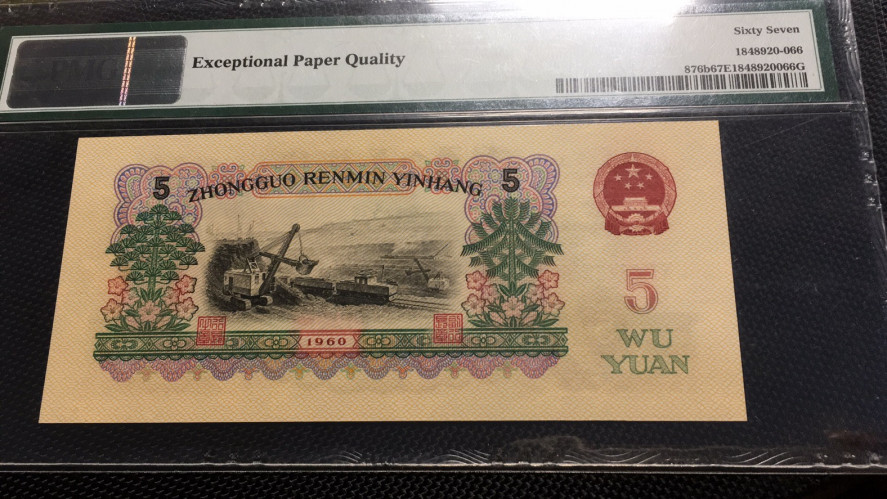 Exceptional Paper Quality
Sixty Seven
1848920-066
876b67E1848920066G
5 ZHONGGUO RENMIN YINHANG 5
5
WU
YUAN
1960